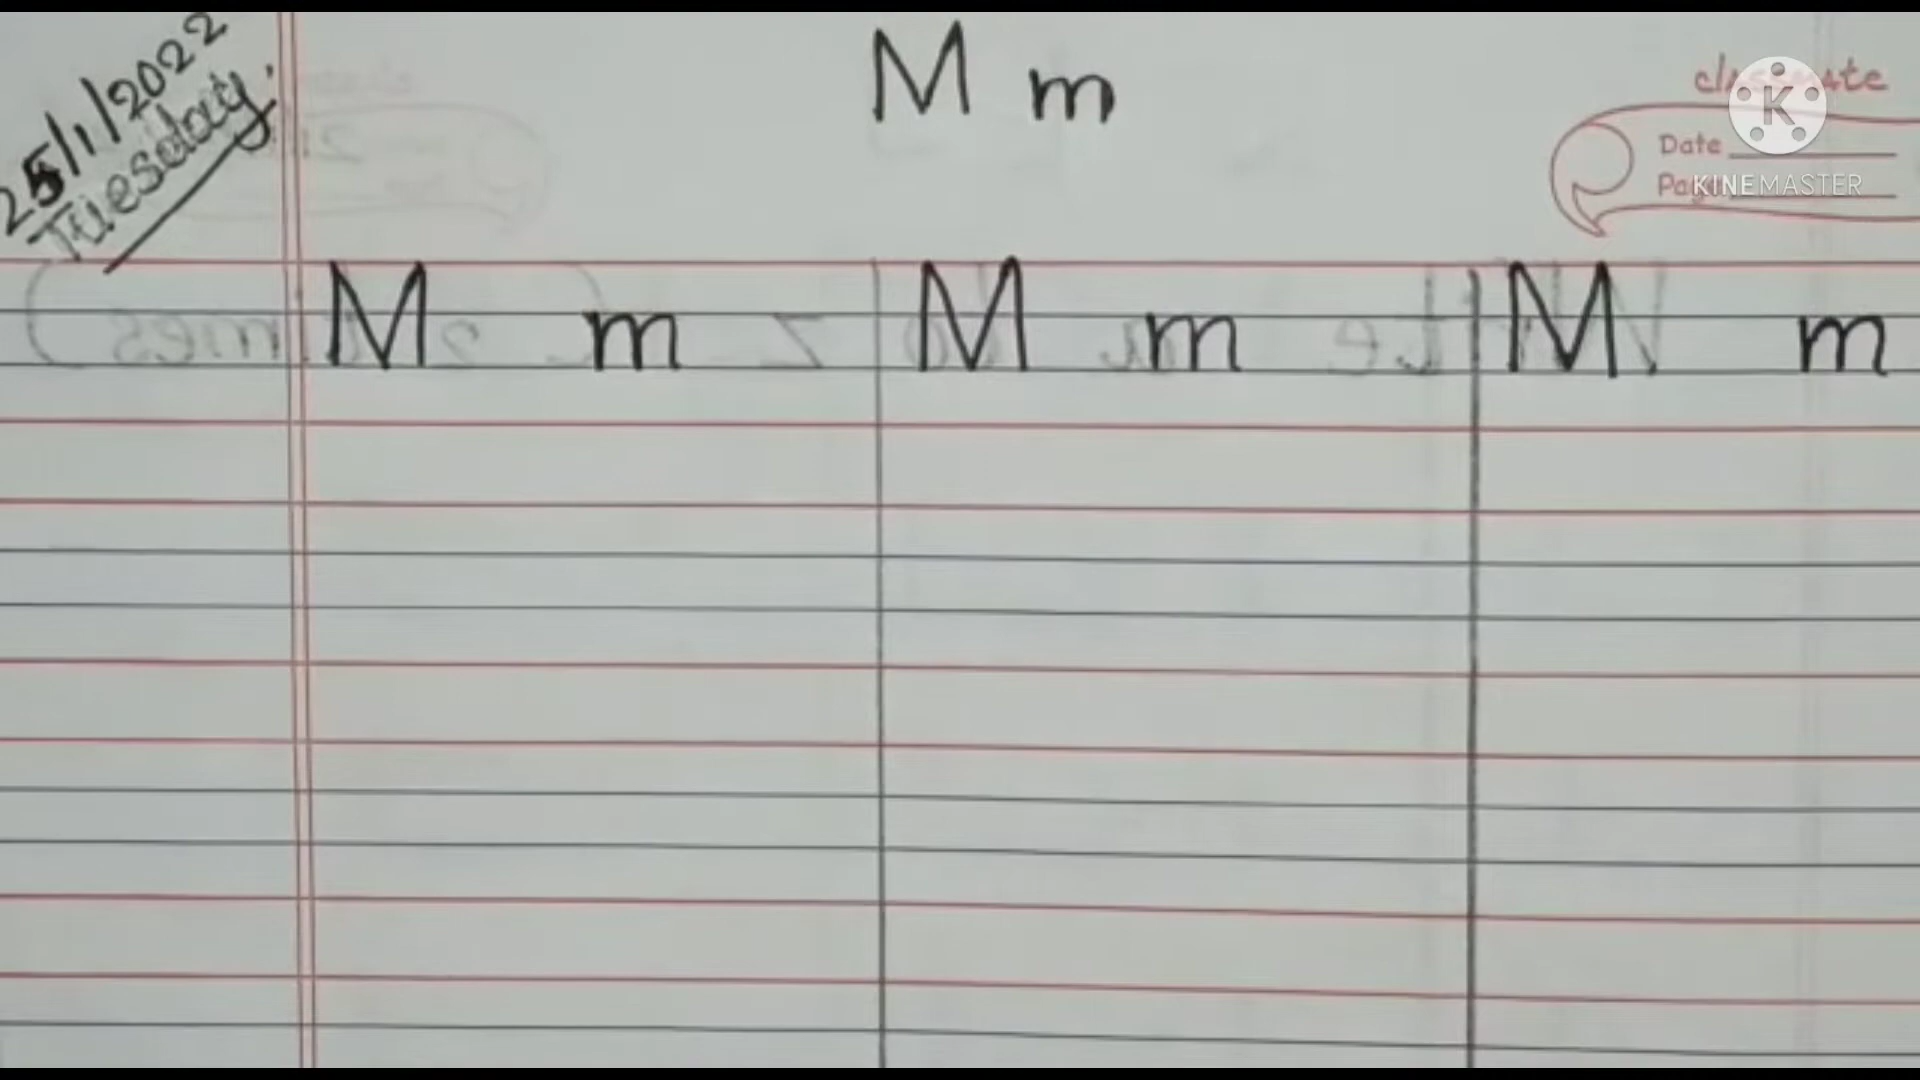 25/1/2022
Tuesday.
M m
classmate
Date
Page
KINEMASTER
M m M m M m